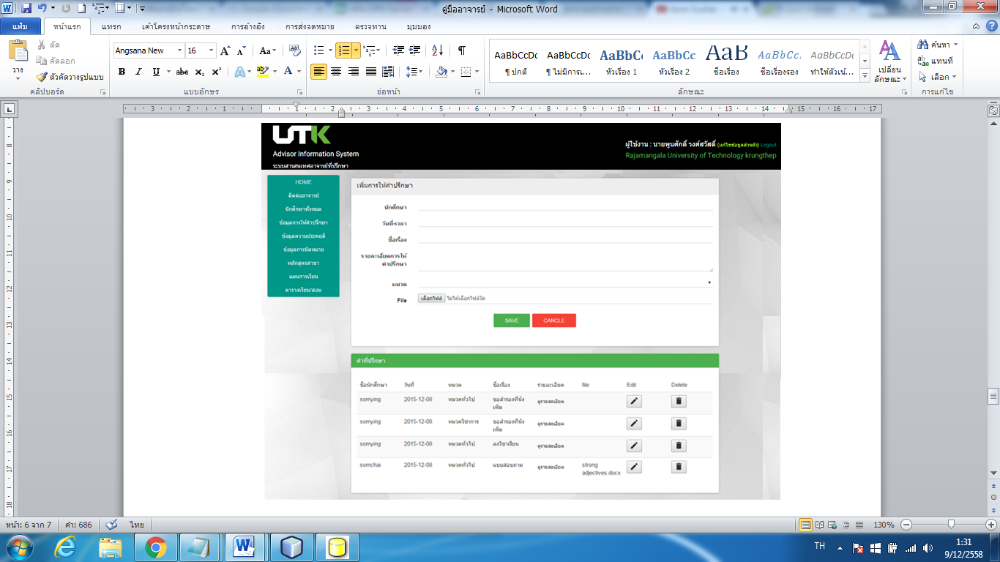 คู่มืออาจารย์ - Microsoft Word
แฟ้ม หน้าแรก แทรก เค้าโครงหน้ากระดาษ การอ้างอิง การส่งจดหมาย ตรวจทาน มุมมอง
วาง
ตัด
คัดลอก
ตัวคัดวางรูปแบบ
คลิปบอร์ด
Angsana New 16
แบบอักษร
ย่อหน้า
AaBbCcDc AaBbCcDc AaBbC AaBbCc AaB AaBbCc AaBbCcDc
¶ ปกติ ¶ ไม่มีการเ... หัวเรื่อง 1 หัวเรื่อง 2 ชื่อเรื่อง ชื่อเรื่องรอง ทำให้ตัวเน้...
ลักษณะ
เปลี่ยน
ลักษณะ
ค้นหา
แทนที่
เลือก
การแก้ไข
3 2 1 1 2 3 4 5 6 7 8 9 10 11 12 13 14 15 16 17
8
9
10
11
12
13
14
15
16
17
18
UTK
Advisor Information System
ระบบสารสนเทศอาจารย์ที่ปรึกษา
ผู้ใช้งาน : นายพูนศักดิ์ วงศ์สวัสดิ์ (แก้ไขข้อมูลส่วนตัว) Logout
Rajamangala University of Technology krungthep
HOME
ติดต่ออาจารย์
นักศึกษาทั้งหมด
ข้อมูลการให้คำปรึกษา
ข้อมูลความประพฤติ
ข้อมูลการนัดหมาย
หลักสูตรสาขา
แผนการเรียน
ตารางเรียน/สอน
เพิ่มการให้คำปรึกษา
นักศึกษา
วันที่-เวลา
ชื่อเรื่อง
รายละเอียดการให้
คำปรึกษา
หมวด
File เลือกไฟล์ ไม่ได้เลือกไฟล์ใด
SAVE CANCLE
คำที่ปรึกษา
ชื่อนักศึกษา วันที่ หมวด ชื่อเรื่อง รายละเอียด file Edit Delete
somying 2015-12-08 หมวดทั่วไป ขอสำรองที่นั่ง ดูรายละเอียด
เพิ่ม
somying 2015-12-08 หมวดวิชาการ ขอสำรองที่นั่ง ดูรายละเอียด
เพิ่ม
somying 2015-12-08 หมวดทั่วไป ลงวิชาเรียน ดูรายละเอียด
somchai 2015-12-08 หมวดทั่วไป แบบสอบถาม ดูรายละเอียด strong
adjectives.docx
หน้า: 6 จาก 7 คำ: 686 ไทย 130%
TH 1:31
9/12/2558